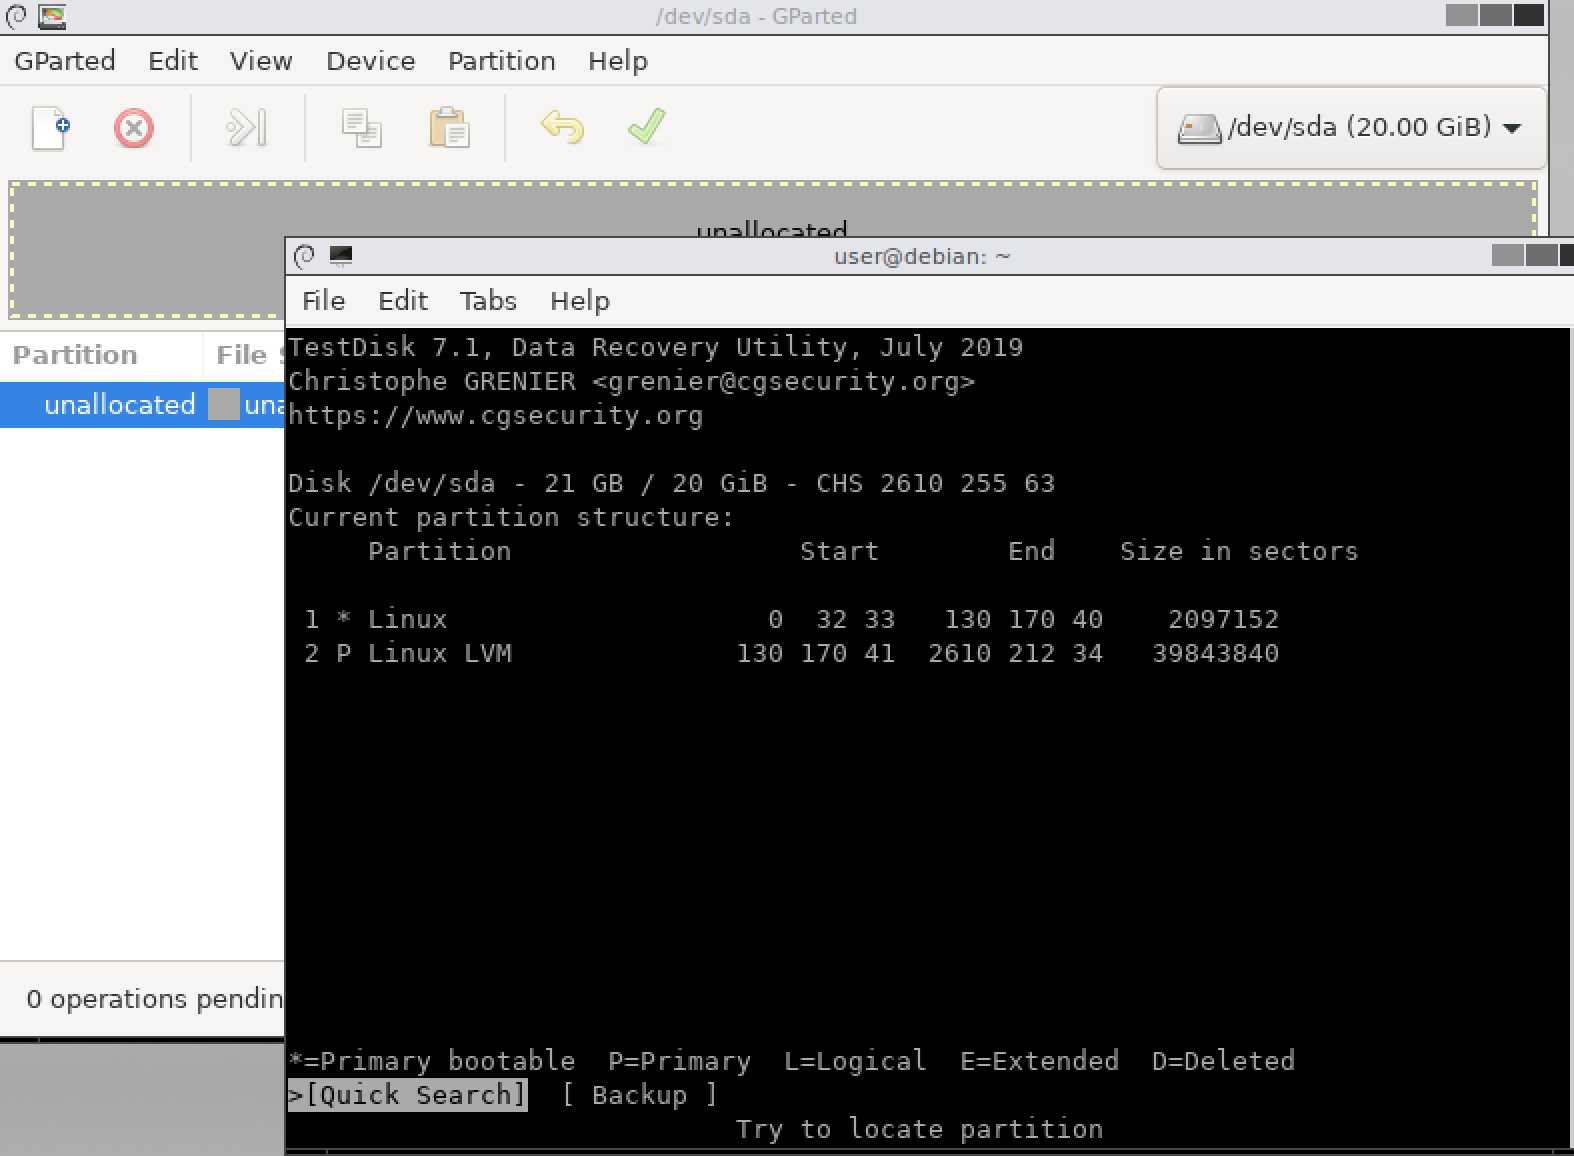 /dev/sda - GParted
GParted Edit View Device Partition Help
/dev/sda (20.00 GiB)
unallocated
Partition File
unallocated
0 operations
user@debian: ~
File Edit Tabs Help
TestDisk 7.1, Data Recovery Utility, July 2019
Christophe GRENIER <grenier@cgsecurity.org>
https://www.cgsecurity.org
Disk /dev/sda - 21 GB / 20 GiB - CHS 2610 255 63
Current partition structure:
Partition Start End Size in sectors
1 * Linux 0 32 33 130 170 40 2097152
2 P Linux LVM 130 170 41 2610 212 34 39843840
*=Primary bootable P=Primary L=Logical E=Extended D=Deleted
>[Quick Search] [ Backup ]
Try to locate partition